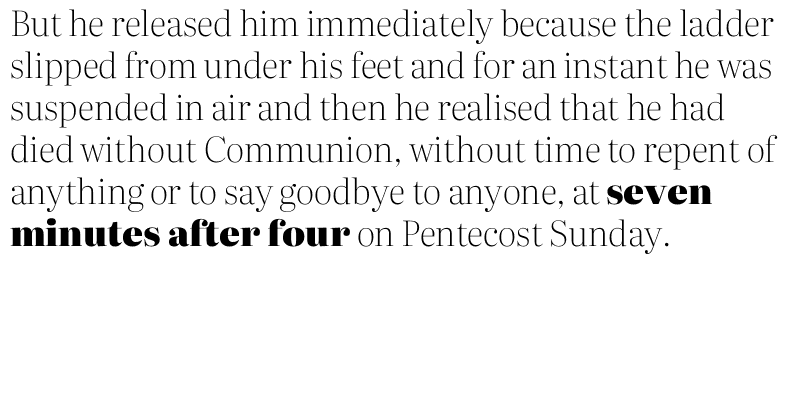 But he released him immediately because the ladder
slipped from under his feet and for an instant he was
suspended in air and then he realised that he had
died without Communion, without time to repent of
anything or to say goodbye to anyone, at seven
minutes after four on Pentecost Sunday.